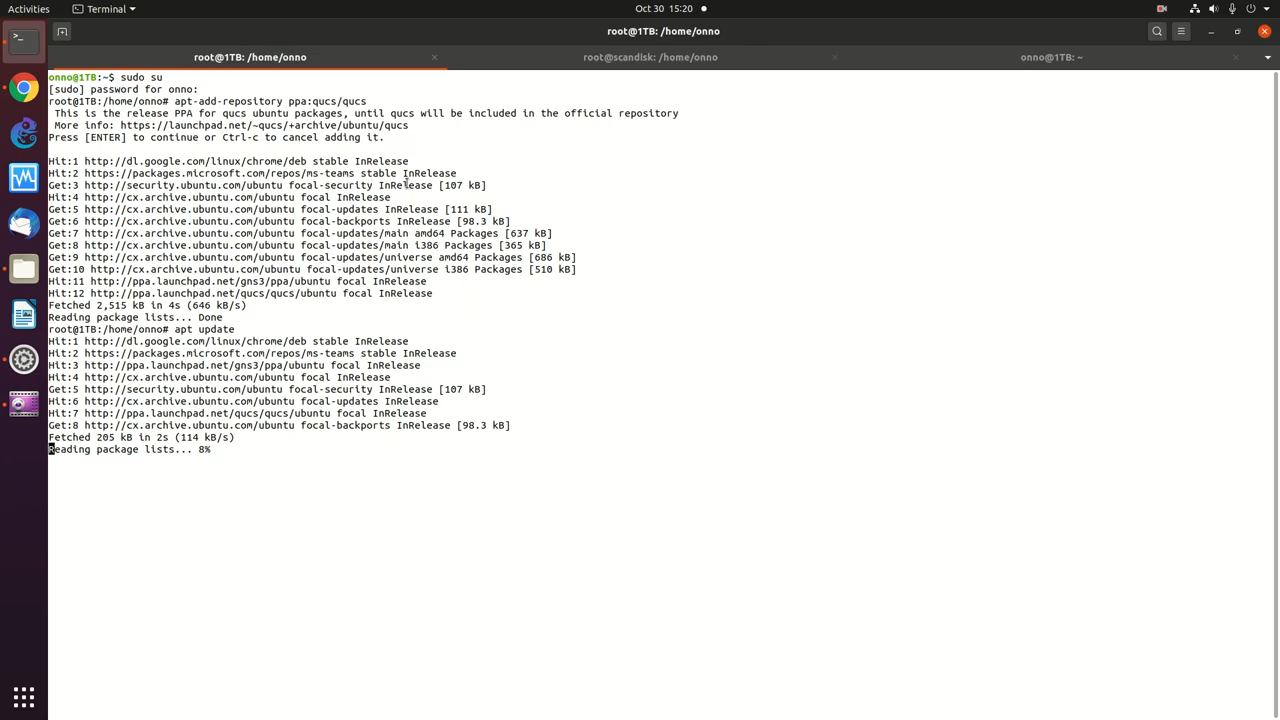 Activities
Terminal
Oct 30 15:20
root@1TB: /home/onno
root@1TB: /home/onno
root@scandisk: /home/onno
onno@1TB: ~
onno@1TB:~$ sudo su
[sudo] password for onno:
root@1TB:/home/onno# apt-add-repository ppa:qucs/qucs
This is the release PPA for qucs ubuntu packages, until qucs will be included in the official repository
More info: https://launchpad.net/~qucs/+archive/ubuntu/qucs
Press [ENTER] to continue or Ctrl-c to cancel adding it.
Hit:1 http://dl.google.com/linux/chrome/deb stable InRelease
Hit:2 https://packages.microsoft.com/repos/ms-teams stable InRelease
Get:3 http://security.ubuntu.com/ubuntu focal-security InRelease [107 kB]
Hit:4 http://cx.archive.ubuntu.com/ubuntu focal InRelease
Get:5 http://cx.archive.ubuntu.com/ubuntu focal-updates InRelease [111 kB]
Get:6 http://cx.archive.ubuntu.com/ubuntu focal-backports InRelease [98.3 kB]
Get:7 http://cx.archive.ubuntu.com/ubuntu focal-updates/main amd64 Packages [637 kB]
Get:8 http://cx.archive.ubuntu.com/ubuntu focal-updates/main i386 Packages [365 kB]
Get:9 http://cx.archive.ubuntu.com/ubuntu focal-updates/universe amd64 Packages [686 kB]
Get:10 http://cx.archive.ubuntu.com/ubuntu focal-updates/universe i386 Packages [510 kB]
Hit:11 http://ppa.launchpad.net/gns3/ppa/ubuntu focal InRelease
Hit:12 http://ppa.launchpad.net/qucs/qucs/ubuntu focal InRelease
Fetched 2,515 kB in 4s (646 kB/s)
Reading package lists... Done
root@1TB:/home/onno# apt update
Hit:1 http://dl.google.com/linux/chrome/deb stable InRelease
Hit:2 https://packages.microsoft.com/repos/ms-teams stable InRelease
Hit:3 http://ppa.launchpad.net/gns3/ppa/ubuntu focal InRelease
Hit:4 http://cx.archive.ubuntu.com/ubuntu focal InRelease
Get:5 http://security.ubuntu.com/ubuntu focal-security InRelease [107 kB]
Hit:6 http://cx.archive.ubuntu.com/ubuntu focal-updates InRelease
Hit:7 http://ppa.launchpad.net/qucs/qucs/ubuntu focal InRelease
Get:8 http://cx.archive.ubuntu.com/ubuntu focal-backports InRelease [98.3 kB]
Fetched 205 kB in 2s (114 kB/s)
Reading package lists... 8%